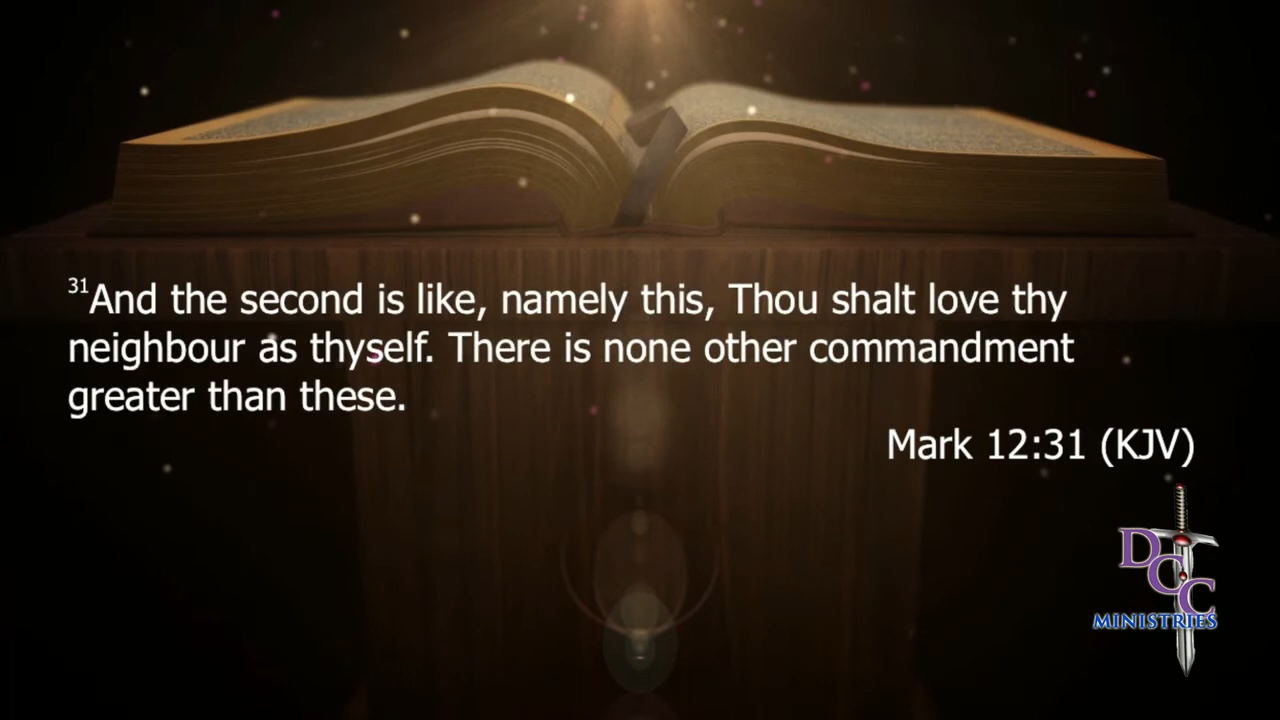 31And the second is like, namely this, Thou shalt love thy
neighbour as thyself. There is none other commandment
greater than these.
Mark 12:31 (KJV)
DCC
MINISTRIES